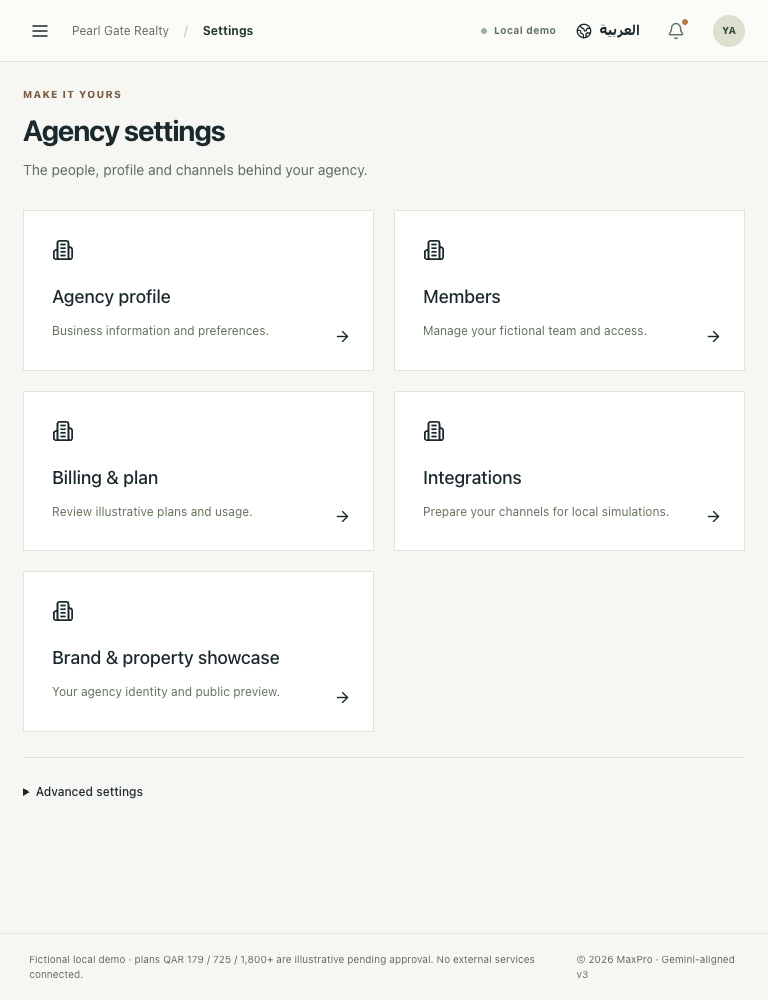 Pearl Gate Realty / Settings
Local demo
العربية
YA
MAKE IT YOURS
Agency settings
The people, profile and channels behind your agency.
Agency profile
Business information and preferences.
Members
Manage your fictional team and access.
Billing & plan
Review illustrative plans and usage.
Integrations
Prepare your channels for local simulations.
Brand & property showcase
Your agency identity and public preview.
Advanced settings
Fictional local demo · plans QAR 179 / 725 / 1,800+ are illustrative pending approval. No external services
connected.
© 2026 MaxPro · Gemini-aligned
v3